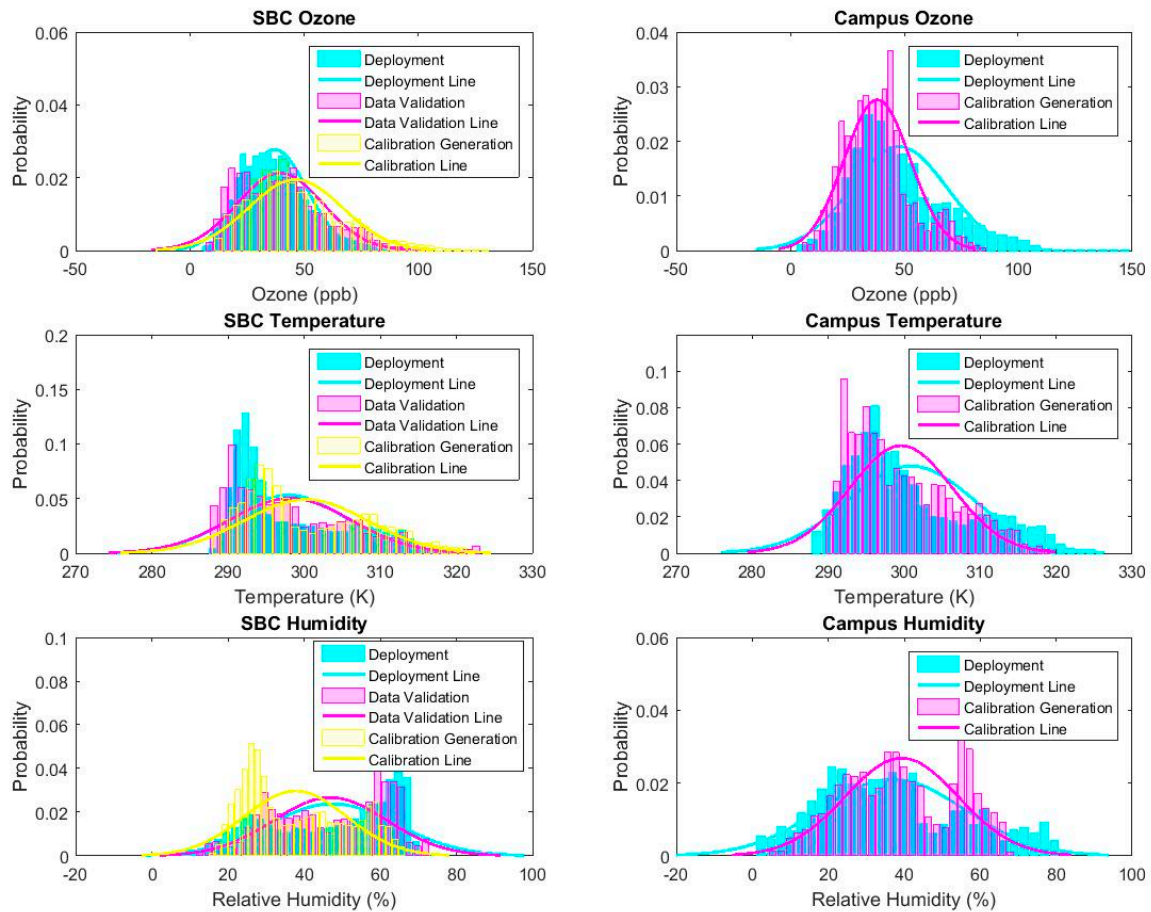 SBC Ozone
0.06
0.04
0.02
0
Probability
-50
0
50
100
150
Ozone (ppb)
Deployment
Deployment Line
Data Validation
Data Validation Line
Calibration Generation
Calibration Line
Campus Ozone
0.04
0.03
0.02
0.01
0
Probability
-50
0
50
100
150
Ozone (ppb)
Deployment
Deployment Line
Calibration Generation
Calibration Line
SBC Temperature
0.2
0.15
0.1
0.05
0
Probability
270
280
290
300
310
320
330
Temperature (K)
Deployment
Deployment Line
Data Validation
Data Validation Line
Calibration Generation
Calibration Line
Campus Temperature
0.1
0.08
0.06
0.04
0.02
0
Probability
270
280
290
300
310
320
330
Temperature (K)
Deployment
Deployment Line
Calibration Generation
Calibration Line
SBC Humidity
0.1
0.08
0.06
0.04
0.02
0
Probability
-20
0
20
40
60
80
100
Relative Humidity (%)
Deployment
Deployment Line
Data Validation
Data Validation Line
Calibration Generation
Calibration Line
Campus Humidity
0.06
0.04
0.02
0
Probability
-20
0
20
40
60
80
100
Relative Humidity (%)
Deployment
Deployment Line
Calibration Generation
Calibration Line